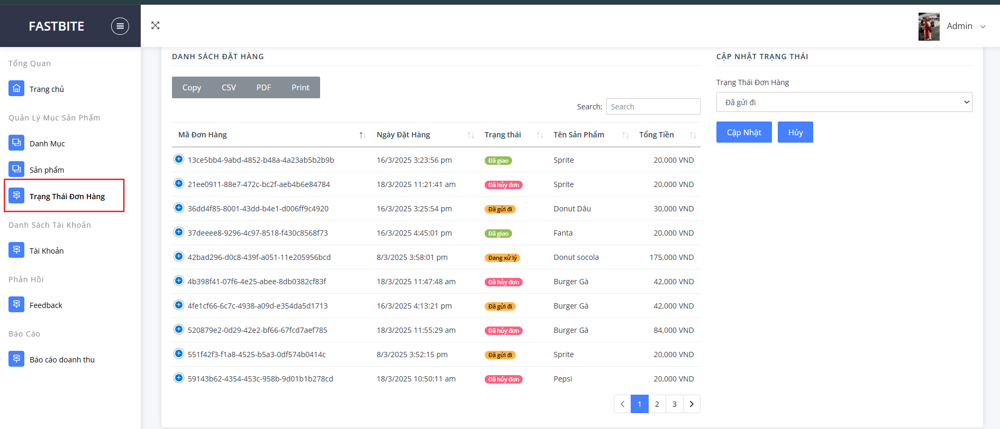 FASTBITE
Admin
Tổng Quan
Trang chủ
Quản Lý Mục Sản Phẩm
Danh Mục
Sản phẩm
Trạng Thái Đơn Hàng
Danh Sách Tài Khoản
Tài Khoản
Phản Hồi
Feedback
Báo Cáo
Báo cáo doanh thu
DANH SÁCH ĐẶT HÀNG
Copy CSV PDF Print
Search: Search
Mã Đơn Hàng Ngày Đặt Hàng Trạng thái Tên Sản Phẩm Tổng Tiền
13ce5bb4-9abd-4852-b48a-4a23ab5b2b9b 16/3/2025 3:23:56 pm Đã giao Sprite 20,000 VND
21ee0911-88e7-472c-bc2f-aeb4b6e84784 18/3/2025 11:21:41 am Đã hủy đơn Sprite 20,000 VND
36dd4f85-8001-43dd-b4e1-d006ff9c4920 16/3/2025 3:25:54 pm Đã gửi đi Donut Dâu 30,000 VND
37deeee8-9296-4c97-8518-f430c8568f73 16/3/2025 4:45:01 pm Đã giao Fanta 20,000 VND
42bad296-d0c8-439f-a051-11e205956bcd 8/3/2025 3:58:01 pm Đang xử lý Donut socola 175,000 VND
4b398f41-07f6-4e25-abee-8db0382cf83f 18/3/2025 11:47:48 am Đã hủy đơn Burger Gà 42,000 VND
4fe1cf66-6c7c-4938-a09d-e354da5d1713 16/3/2025 4:13:21 pm Đã gửi đi Burger Gà 42,000 VND
520879e2-0d29-42e2-bf66-67fcd7aef785 18/3/2025 11:55:29 am Đã hủy đơn Burger Gà 84,000 VND
551f42f3-f1a8-4525-b5a3-0df574b0414c 8/3/2025 3:52:15 pm Đã gửi đi Sprite 20,000 VND
59143b62-4354-453c-958b-9d01b1b278cd 18/3/2025 10:50:11 am Đã hủy đơn Pepsi 20,000 VND
1 2 3
CẬP NHẬT TRẠNG THÁI
Trạng Thái Đơn Hàng
Đã gửi đi
Cập Nhật Hủy